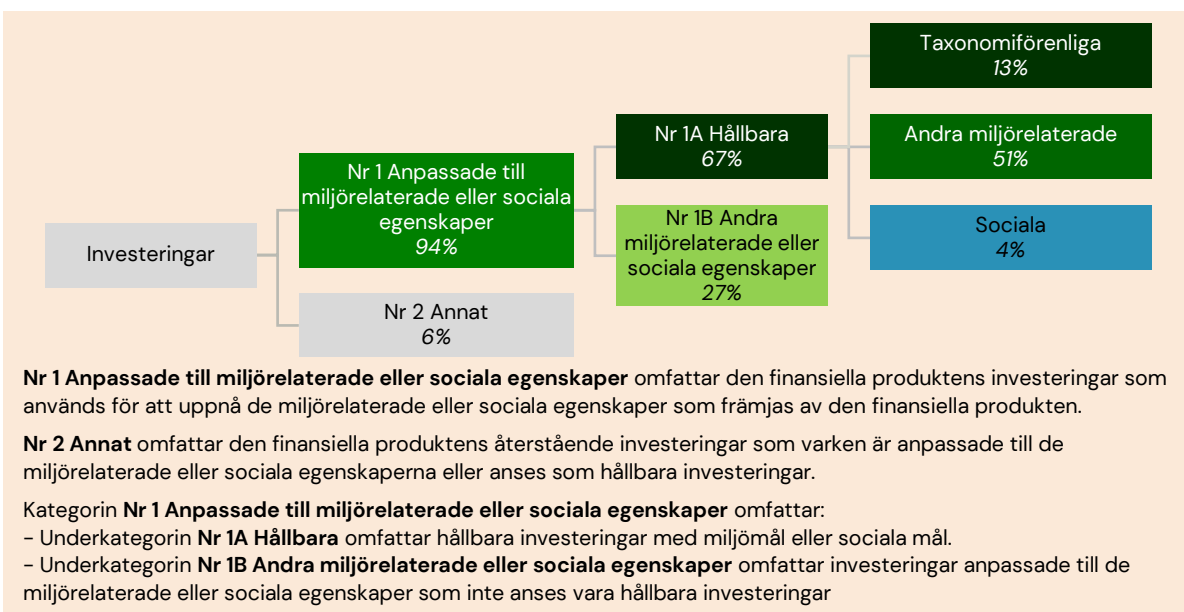 Investeringar
Nr 1 Anpassade till
miljörelaterade eller sociala
egenskaper
94%
Nr 2 Annat
6%
Nr 1A Hållbara
67%
Nr 1B Andra
miljörelaterade eller
sociala egenskaper
27%
Taxonomiförenliga
13%
Andra miljörelaterade
51%
Sociala
4%
Nr 1 Anpassade till miljörelaterade eller sociala egenskaper omfattar den finansiella produktens investeringar som
används för att uppnå de miljörelaterade eller sociala egenskaper som främjas av den finansiella produkten.
Nr 2 Annat omfattar den finansiella produktens återstående investeringar som varken är anpassade till de
miljörelaterade eller sociala egenskaperna eller anses som hållbara investeringar.
Kategorin Nr 1 Anpassade till miljörelaterade eller sociala egenskaper omfattar:
– Underkategorin Nr 1A Hållbara omfattar hållbara investeringar med miljömål eller sociala mål.
– Underkategorin Nr 1B Andra miljörelaterade eller sociala egenskaper omfattar investeringar anpassade till de
miljörelaterade eller sociala egenskaper som inte anses vara hållbara investeringar